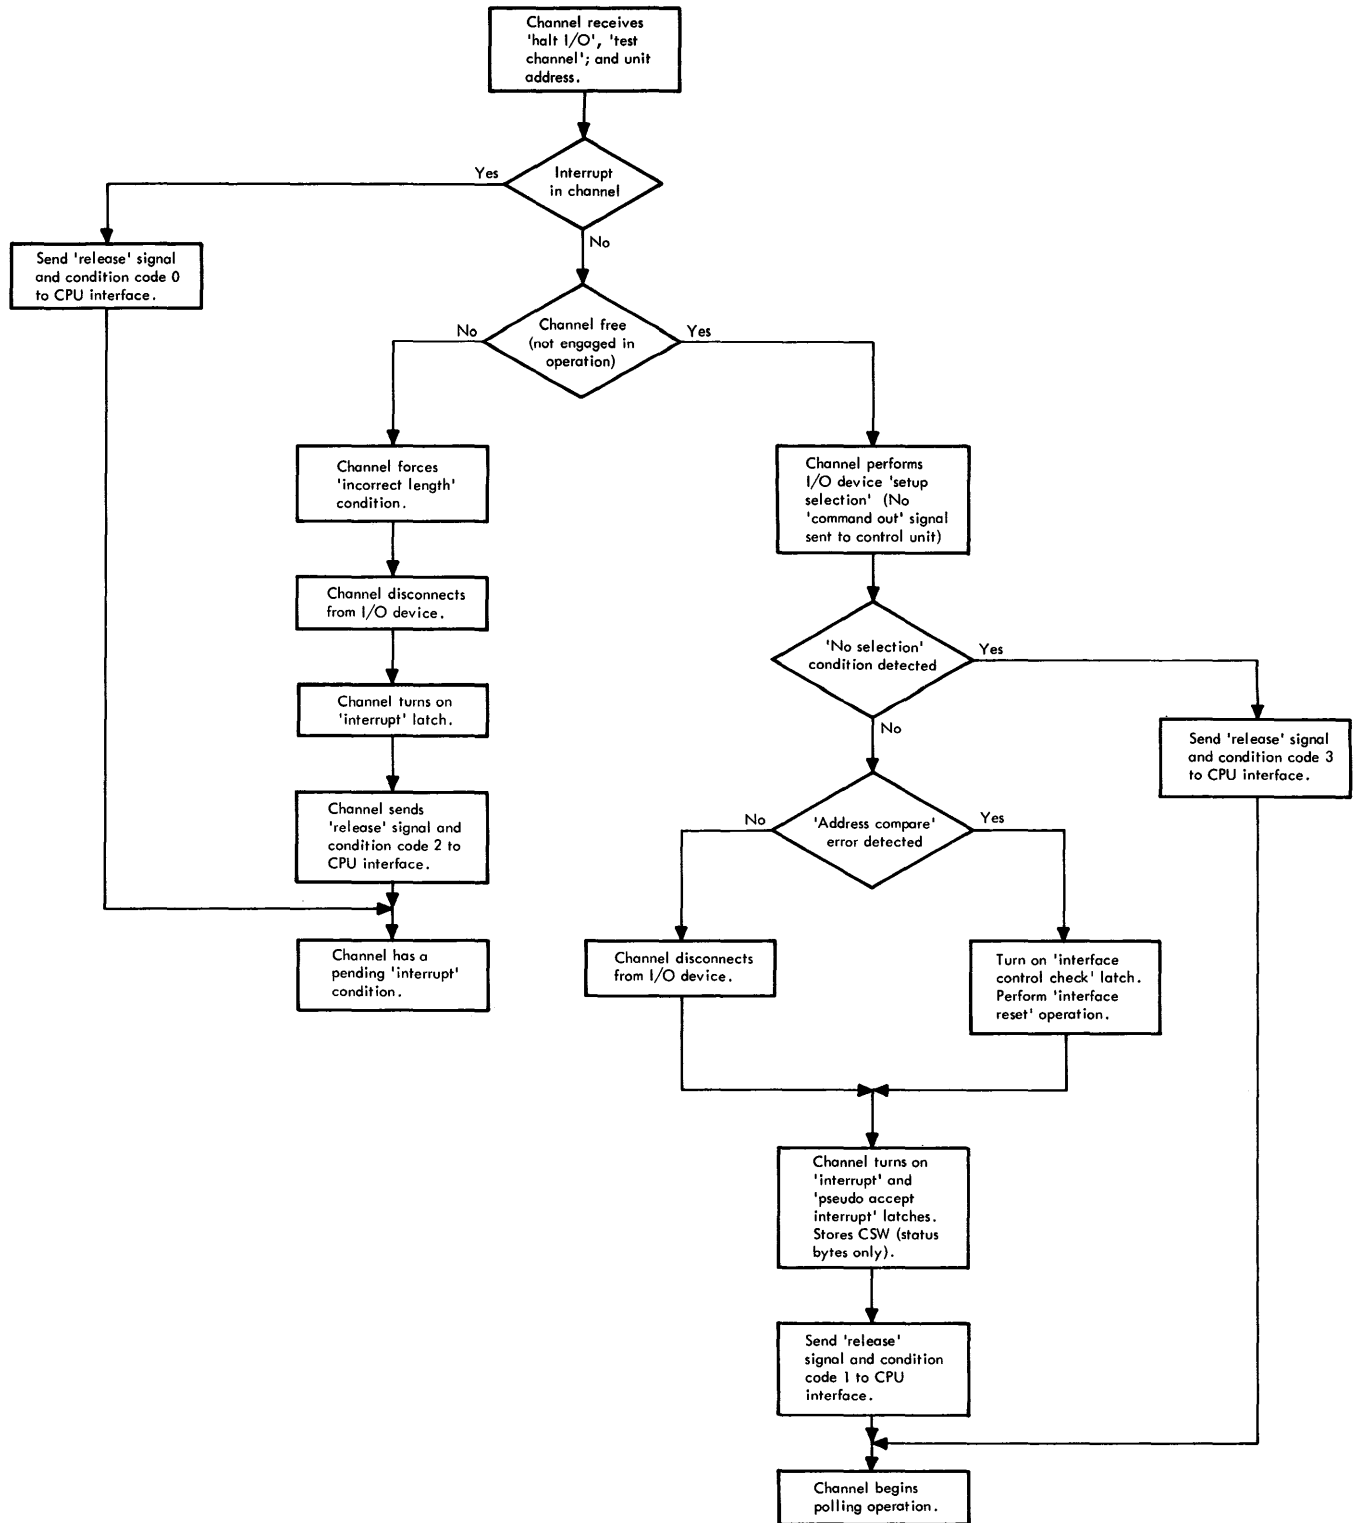 Channel receives
'halt I/O', 'test
channel'; and unit
address.
Interrupt
in channel
Yes
No
Send 'release' signal
and condition code 0
to CPU interface.
Channel free
(not engaged in
operation)
No
Yes
Channel forces
'incorrect length'
condition.
Channel disconnects
from I/O device.
Channel turns on
'interrupt' latch.
Channel sends
'release' signal and
condition code 2 to
CPU interface.
Channel has a
pending 'interrupt'
condition.
Channel performs
I/O device 'setup
selection' (No
'command out' signal
sent to control unit)
'No selection'
condition detected
Yes
No
Send 'release' signal
and condition code 3
to CPU interface.
'Address compare'
error detected
No
Yes
Channel disconnects
from I/O device.
Turn on 'interface
control check' latch.
Perform 'interface
reset' operation.
Channel turns on
'interrupt' and
'pseudo accept
interrupt' latches.
Stores CSW (status
bytes only).
Send 'release'
signal and condition
code 1 to CPU
interface.
Channel begins
polling operation.